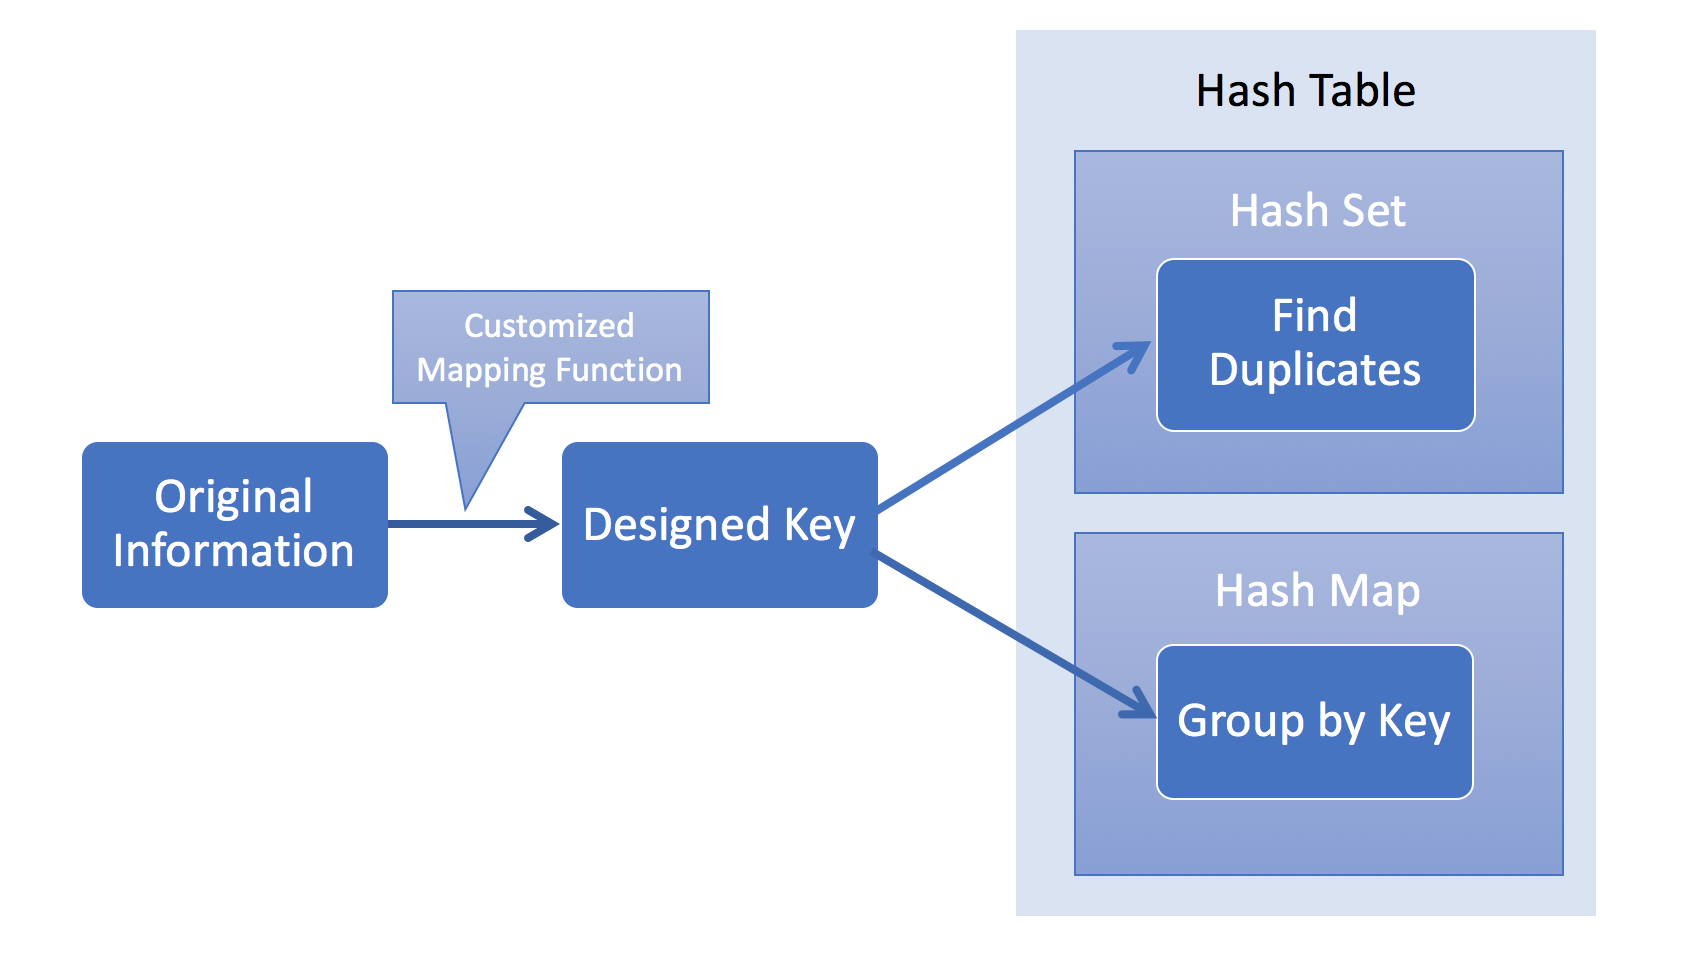 Hash Table
Hash Set
Find
Duplicates
Customized
Mapping Function
Original
Information
Designed Key
Hash Map
Group by Key